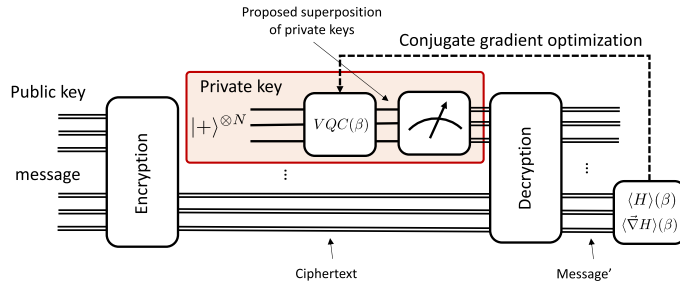 Proposed superposition
of private keys
Conjugate gradient optimization
Public key
Private key
|+⟩^{⊗N}
VQC(β)
message
Encryption
Decryption
⋮
⋮
⟨H⟩(β)
⟨∇⃗H⟩(β)
Ciphertext
Message′